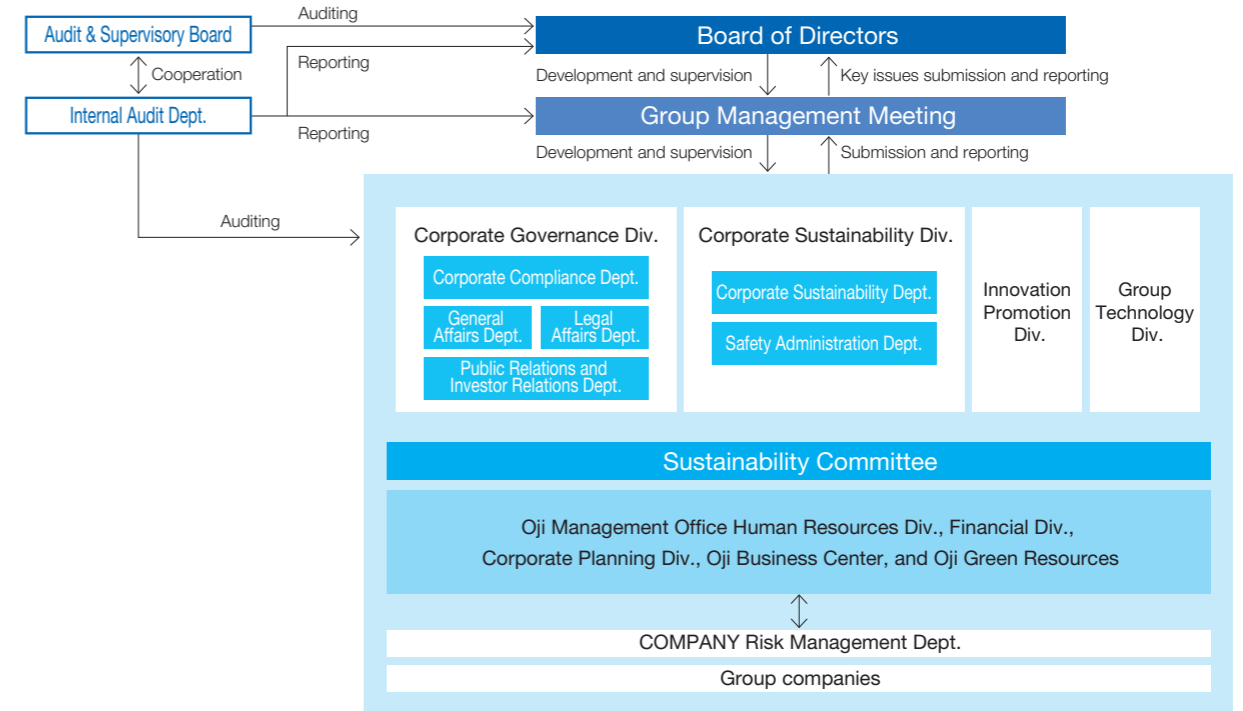 Auditing
Audit & Supervisory Board
Board of Directors
Cooperation
Reporting
Development and supervision
Key issues submission and reporting
Internal Audit Dept.
Group Management Meeting
Reporting
Development and supervision
Submission and reporting
Auditing
Corporate Governance Div.
Corporate Compliance Dept.
General
Affairs Dept.
Legal
Affairs Dept.
Public Relations and
Investor Relations Dept.
Corporate Sustainability Div.
Corporate Sustainability Dept.
Safety Administration Dept.
Innovation
Promotion
Div.
Group
Technology
Div.
Sustainability Committee
Oji Management Office Human Resources Div., Financial Div.,
Corporate Planning Div., Oji Business Center, and Oji Green Resources
COMPANY Risk Management Dept.
Group companies